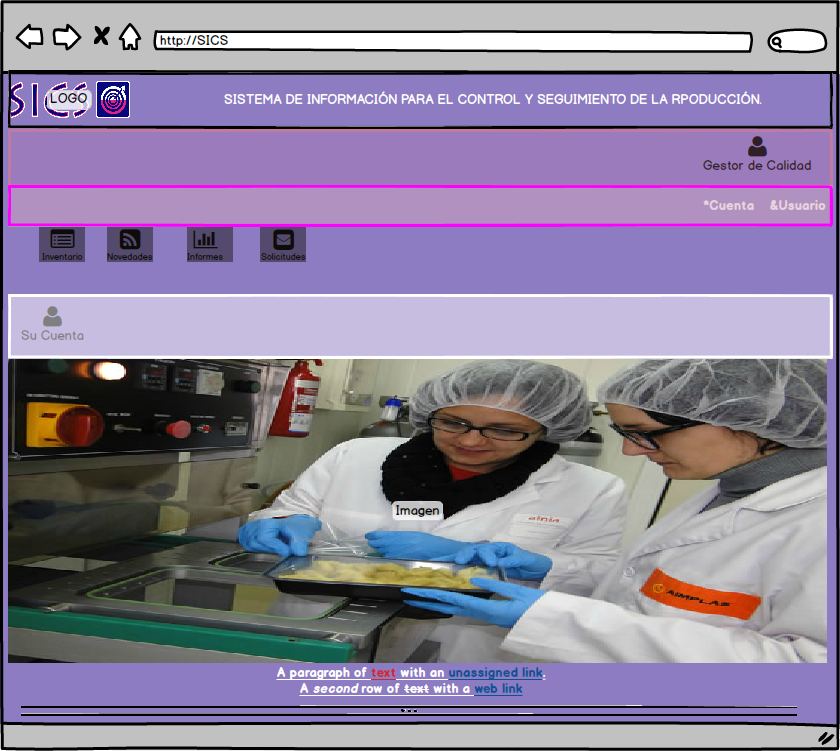 http://SICS
SICS LOGO
SISTEMA DE INFORMACIÓN PARA EL CONTROL Y SEGUIMIENTO DE LA RPODUCCIÓN.
Gestor de Calidad
*Cuenta &Usuario
Inventario Novedades Informes Solicitudes
Su Cuenta
ainia
Imagen
AIMPLAS
A paragraph of text with an unassigned link.
A second row of text with a web link